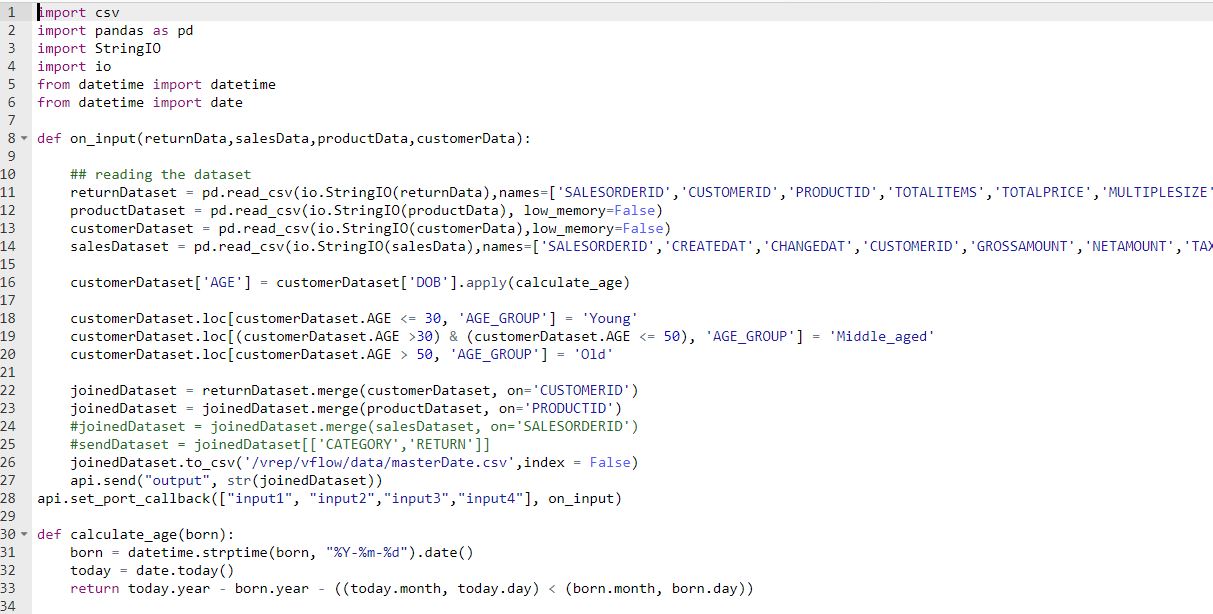 1 import csv
2 import pandas as pd
3 import StringIO
4 import io
5 from datetime import datetime
6 from datetime import date
7
8 def on_input(returnData,salesData,productData,customerData):
9
10 ## reading the dataset
11 returnDataset = pd.read_csv(io.StringIO(returnData),names=['SALESORDERID','CUSTOMERID','PRODUCTID','TOTALITEMS','TOTALPRICE','MULTIPLESIZE'
12 productDataset = pd.read_csv(io.StringIO(productData), low_memory=False)
13 customerDataset = pd.read_csv(io.StringIO(customerData),low_memory=False)
14 salesDataset = pd.read_csv(io.StringIO(salesData),names=['SALESORDERID','CREATEDAT','CHANGEDAT','CUSTOMERID','GROSSAMOUNT','NETAMOUNT','TAX
15
16 customerDataset['AGE'] = customerDataset['DOB'].apply(calculate_age)
17
18 customerDataset.loc[customerDataset.AGE <= 30, 'AGE_GROUP'] = 'Young'
19 customerDataset.loc[(customerDataset.AGE >30) & (customerDataset.AGE <= 50), 'AGE_GROUP'] = 'Middle_aged'
20 customerDataset.loc[customerDataset.AGE > 50, 'AGE_GROUP'] = 'Old'
21
22 joinedDataset = returnDataset.merge(customerDataset, on='CUSTOMERID')
23 joinedDataset = joinedDataset.merge(productDataset, on='PRODUCTID')
24 #joinedDataset = joinedDataset.merge(salesDataset, on='SALESORDERID')
25 #sendDataset = joinedDataset[['CATEGORY','RETURN']]
26 joinedDataset.to_csv('/vrep/vflow/data/masterDate.csv',index = False)
27 api.send("output", str(joinedDataset))
28 api.set_port_callback(["input1", "input2","input3","input4"], on_input)
29
30 def calculate_age(born):
31 born = datetime.strptime(born, "%Y-%m-%d").date()
32 today = date.today()
33 return today.year - born.year - ((today.month, today.day) < (born.month, born.day))
34